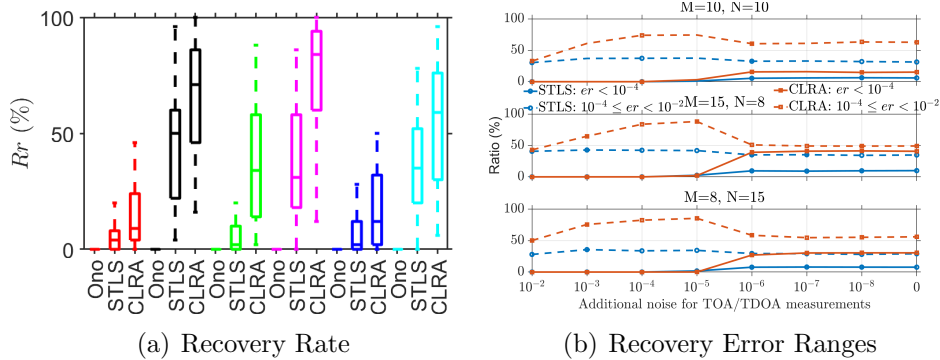 100
50
0
Rr (%)
Ono
STLS
CLRA
Ono
STLS
CLRA
Ono
STLS
CLRA
Ono
STLS
CLRA
Ono
STLS
CLRA
Ono
STLS
CLRA
(a) Recovery Rate
M=10, N=10
100
50
0
STLS: er < 10^-4
CLRA: er < 10^-4
STLS: 10^-4 ≤ er < 10^-2
CLRA: 10^-4 ≤ er < 10^-2
M=15, N=8
100
50
0
Ratio (%)
M=8, N=15
100
50
0
10^-2 10^-3 10^-4 10^-5 10^-6 10^-7 10^-8 0
Additional noise for TOA/TDOA measurements
(b) Recovery Error Ranges